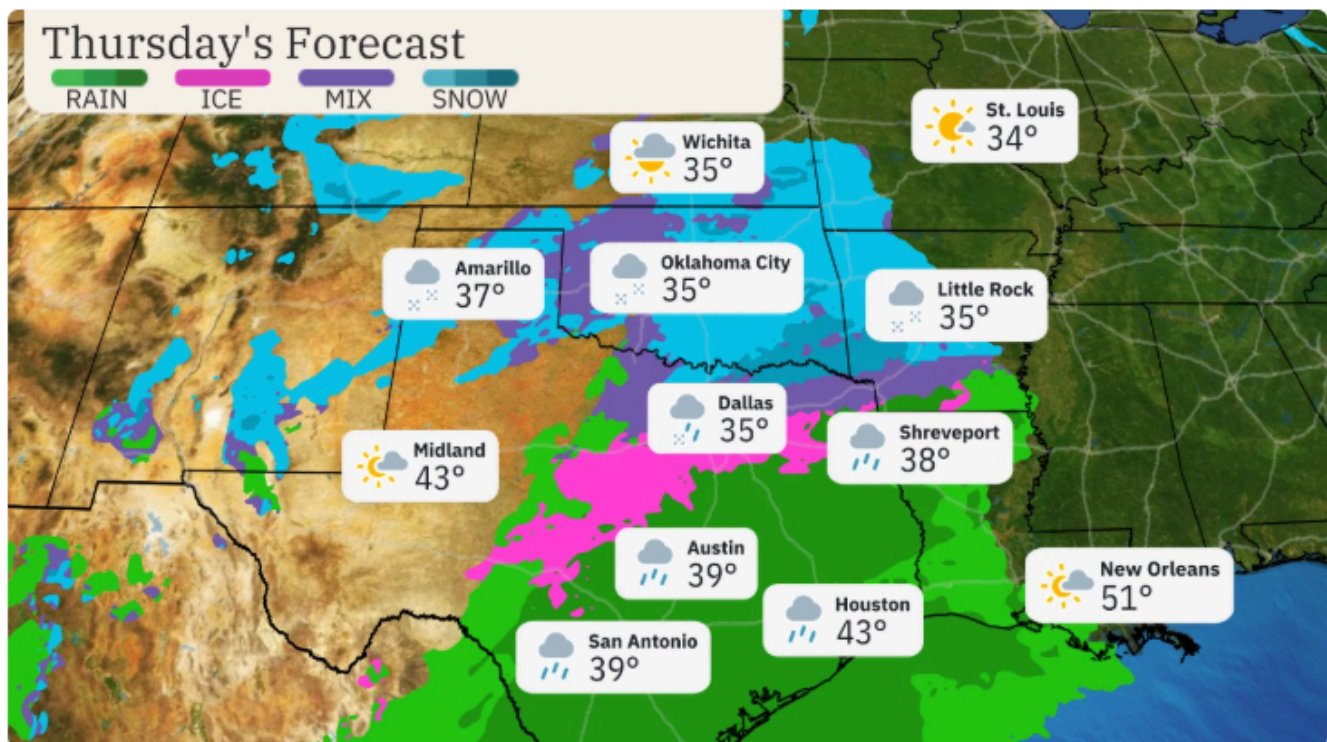 Thursday's Forecast
RAIN ICE MIX SNOW
St. Louis
34°
Wichita
35°
Amarillo
37°
Oklahoma City
35°
Little Rock
35°
Dallas
35°
Shreveport
38°
Midland
43°
Austin
39°
New Orleans
51°
Houston
43°
San Antonio
39°